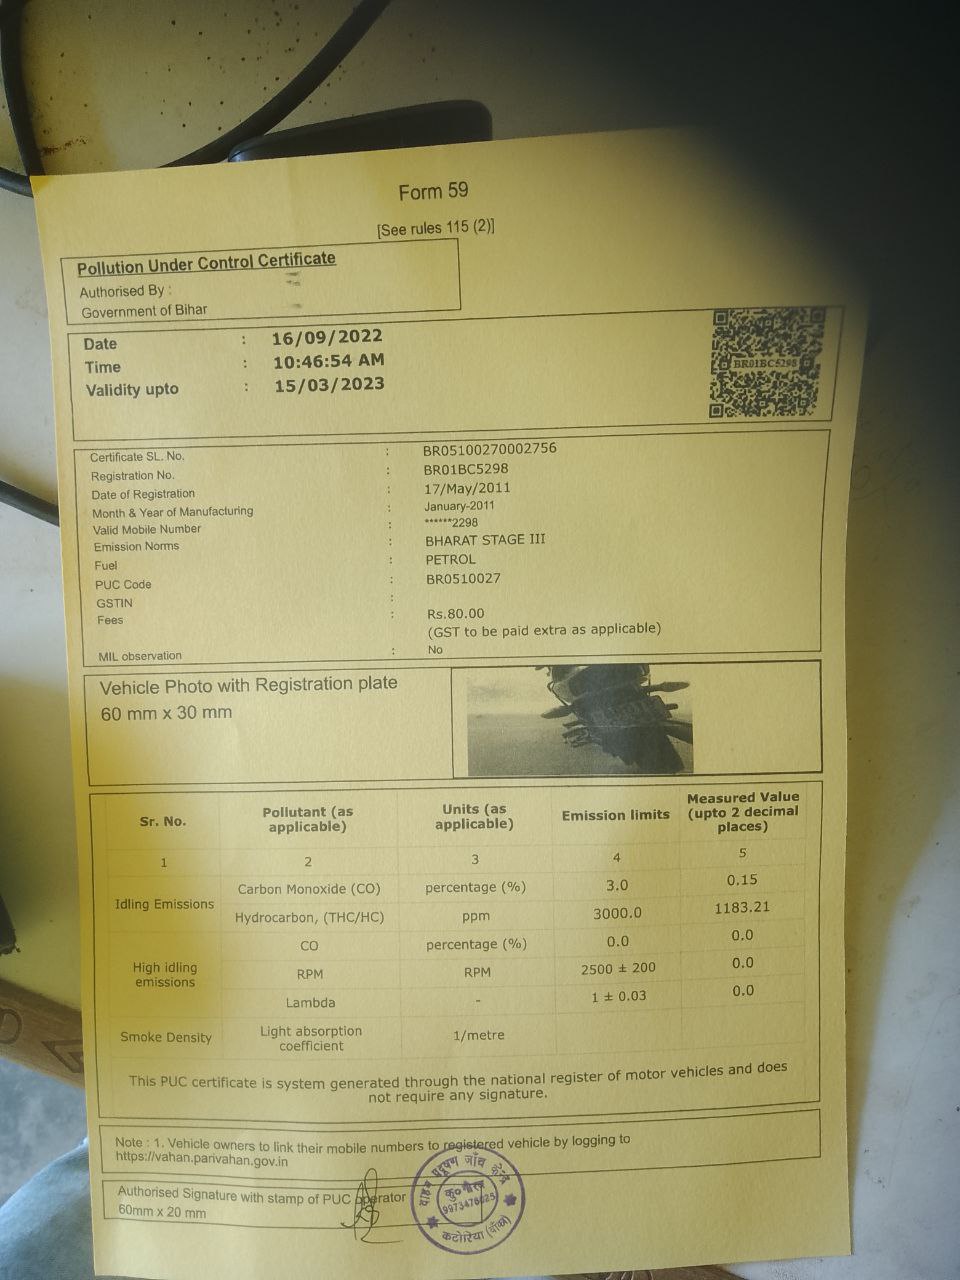 Form 59
[See rules 115 (2)]
Pollution Under Control Certificate
Authorised By :
Government of Bihar
Date : 16/09/2022
Time : 10:46:54 AM
Validity upto : 15/03/2023
BR01BC5298
Certificate SL. No. : BR05100270002756
Registration No. : BR01BC5298
Date of Registration : 17/May/2011
Month & Year of Manufacturing : January-2011
Valid Mobile Number : ******2298
Emission Norms : BHARAT STAGE III
Fuel : PETROL
PUC Code : BR0510027
GSTIN :
Fees : Rs.80.00
(GST to be paid extra as applicable)
MIL observation : No
Vehicle Photo with Registration plate
60 mm x 30 mm
Sr. No. Pollutant (as applicable) Units (as applicable) Emission limits Measured Value (upto 2 decimal places)
1 2 3 4 5
Idling Emissions Carbon Monoxide (CO) percentage (%) 3.0 0.15
Hydrocarbon, (THC/HC) ppm 3000.0 1183.21
High idling emissions CO percentage (%) 0.0 0.0
RPM RPM 2500 ± 200 0.0
Lambda - 1 ± 0.03 0.0
Smoke Density Light absorption coefficient 1/metre
This PUC certificate is system generated through the national register of motor vehicles and does
not require any signature.
Note : 1. Vehicle owners to link their mobile numbers to registered vehicle by logging to
https://vahan.parivahan.gov.in
Authorised Signature with stamp of PUC operator
60mm x 20 mm
वाहन प्रदूषण जाँच केन्द्र
कटोरिया (बाँका)